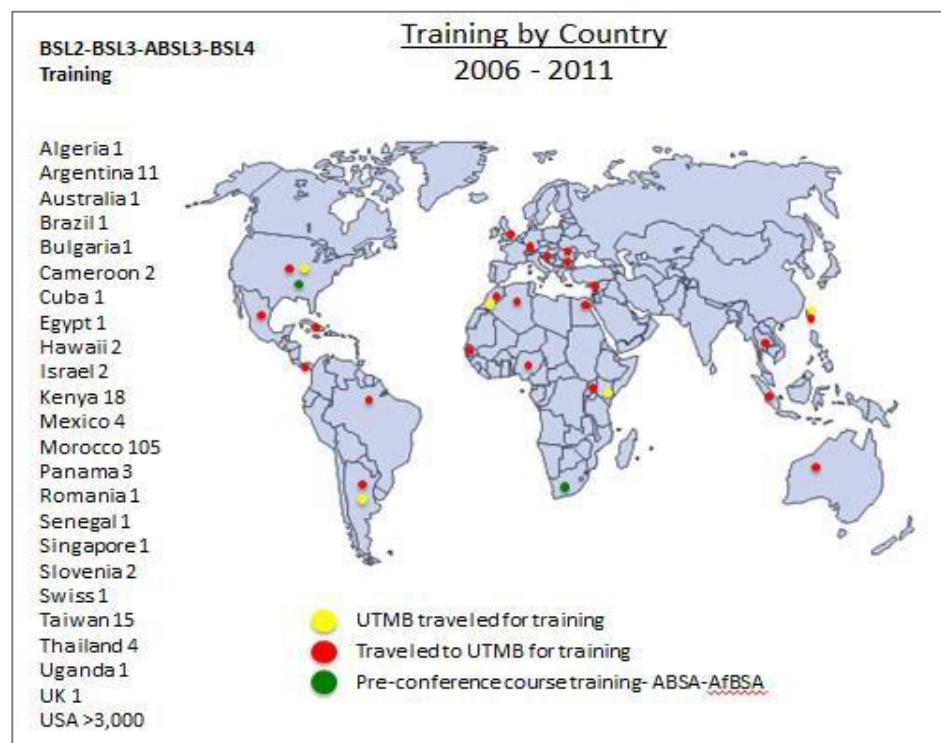 BSL2-BSL3-ABSL3-BSL4
Training
Training by Country
2006 - 2011
Algeria 1
Argentina 11
Australia 1
Brazil 1
Bulgaria 1
Cameroon 2
Cuba 1
Egypt 1
Hawaii 2
Israel 2
Kenya 18
Mexico 4
Morocco 105
Panama 3
Romania 1
Senegal 1
Singapore 1
Slovenia 2
Swiss 1
Taiwan 15
Thailand 4
Uganda 1
UK 1
USA >3,000
UTMB traveled for training
Traveled to UTMB for training
Pre-conference course training- ABSA-AfBSA